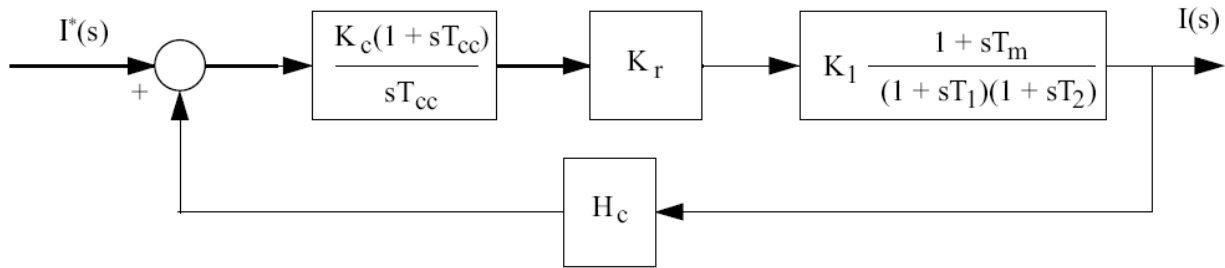 I*(s)
+
K_c(1 + sT_cc)
sT_cc
K_r
K_1
1 + sT_m
(1 + sT_1)(1 + sT_2)
I(s)
H_c